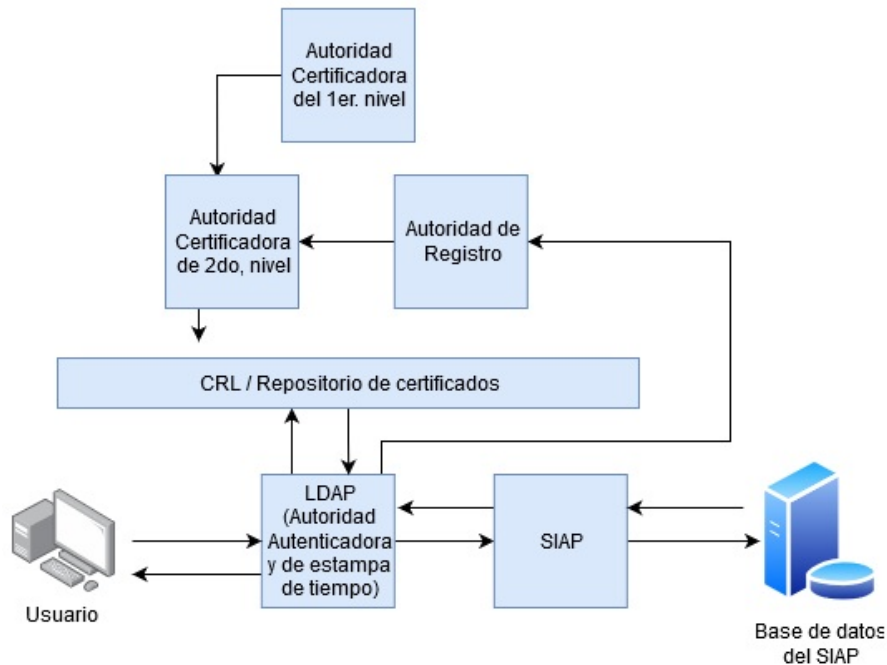 Autoridad
Certificadora
del 1er. nivel
Autoridad
Certificadora
de 2do, nivel
Autoridad de
Registro
CRL / Repositorio de certificados
LDAP
(Autoridad
Autenticadora
y de estampa
de tiempo)
SIAP
Usuario
Base de datos
del SIAP